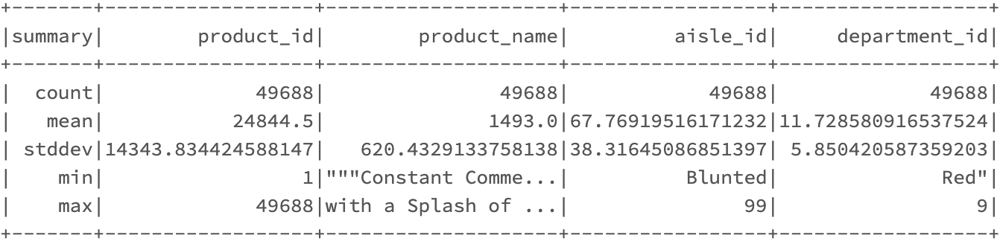 +-------+------------------+--------------------+-----------------+------------------+
|summary|        product_id|        product_name|         aisle_id|     department_id|
+-------+------------------+--------------------+-----------------+------------------+
|  count|             49688|               49688|            49688|             49688|
|   mean|           24844.5|              1493.0|67.76919516171232|11.728580916537524|
| stddev|14343.834424588147|   620.4329133758138|38.31645086851397| 5.850420587359203|
|    min|                 1|"""Constant Comme...|          Blunted|              Red"|
|    max|             49688|with a Splash of ...|               99|                 9|
+-------+------------------+--------------------+-----------------+------------------+